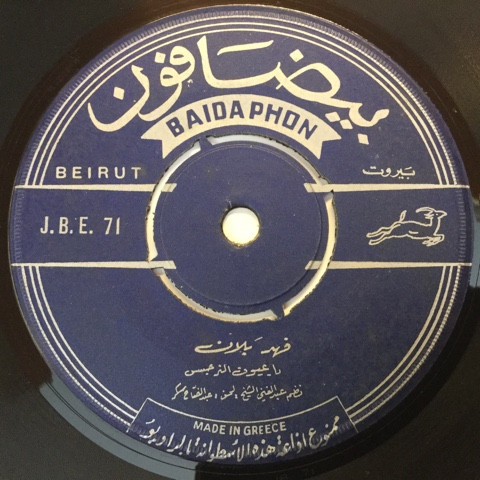 بيضافون
BAIDAPHON
BEIRUT
بيروت
J.B.E. 71
فهد بلان
يا عيون النرجس
نظم عبد الغني الشيخ، لحن عبد الفتاح سكر
MADE IN GREECE
ممنوع اذاعة هذه الاسطوانة بالراديو